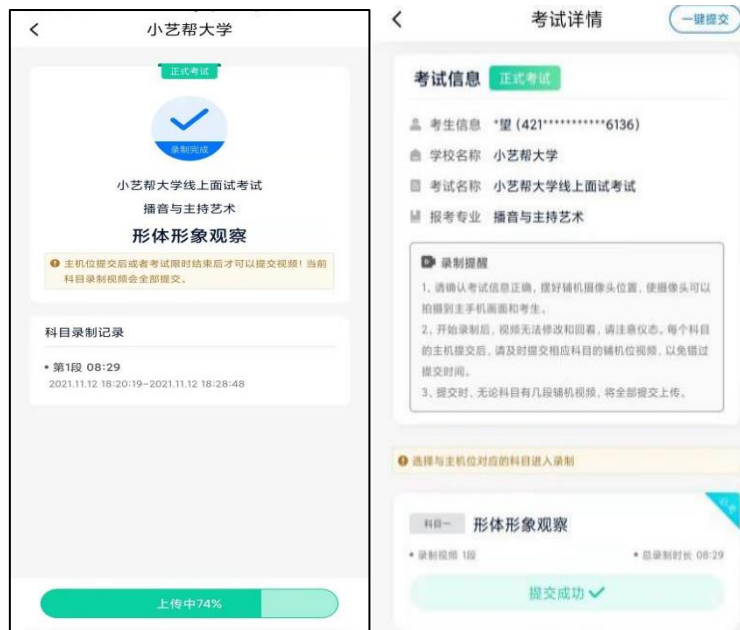 小艺帮大学
正式考试
录制完成
小艺帮大学线上面试考试
播音与主持艺术
形体形象观察
主机位提交后或者考试限时结束后才可以提交视频!当前
科目录制视频会全部提交。
科目录制记录
• 第1段 08:29
2021.11.12 18:20:19~2021.11.12 18:28:48
上传中74%
考试详情
一键提交
考试信息 正式考试
考生信息 *望 (421***********6136)
学校名称 小艺帮大学
考试名称 小艺帮大学线上面试考试
报考专业 播音与主持艺术
录制提醒
1、请确认考试信息正确，摆好辅机摄像头位置，使摄像头可以
拍摄到主手机画面和考生。
2、开始录制后，视频无法修改和回看，请注意仪态。每个科目
的主机提交后，请及时提交相应科目的辅机位视频，以免错过
提交时间。
3、提交时，无论科目有几段辅机视频，将全部提交上传。
选择与主机位对应的科目进入录制
科目一 形体形象观察
• 录制视频 1段 • 总录制时长 08:29
提交成功